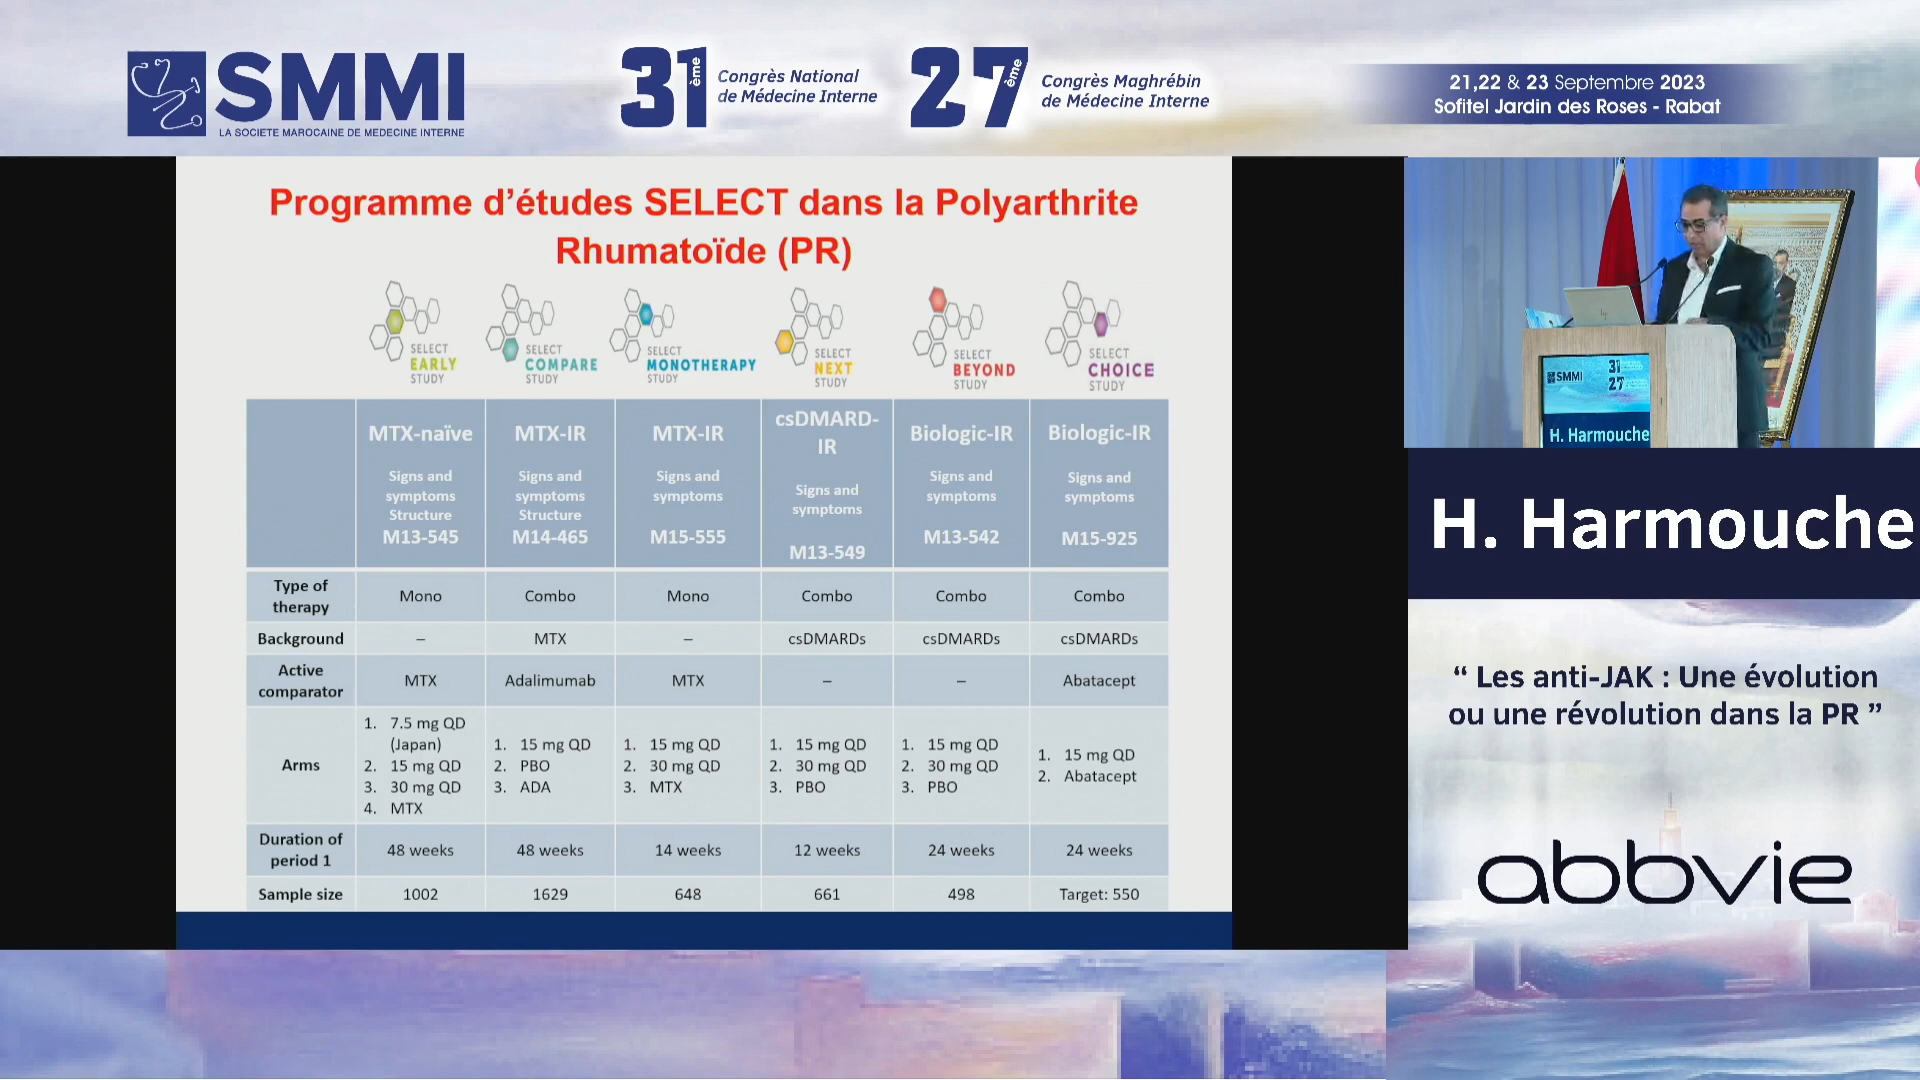 SMMI
LA SOCIETE MAROCAINE DE MEDECINE INTERNE
31ème Congrès National
de Médecine Interne
27ème Congrès Maghrébin
de Médecine Interne
21,22 & 23 Septembre 2023
Sofitel Jardin des Roses - Rabat
Programme d'études SELECT dans la Polyarthrite
Rhumatoïde (PR)
SELECT
EARLY
STUDY
SELECT
COMPARE
STUDY
SELECT
MONOTHERAPY
STUDY
SELECT
NEXT
STUDY
SELECT
BEYOND
STUDY
SELECT
CHOICE
STUDY
MTX-naïve
Signs and
symptoms
Structure
M13-545
MTX-IR
Signs and
symptoms
Structure
M14-465
MTX-IR
Signs and
symptoms
M15-555
csDMARD-
IR
Signs and
symptoms
M13-549
Biologic-IR
Signs and
symptoms
M13-542
Biologic-IR
Signs and
symptoms
M15-925
Type of
therapy
Mono
Combo
Mono
Combo
Combo
Combo
Background
–
MTX
–
csDMARDs
csDMARDs
csDMARDs
Active
comparator
MTX
Adalimumab
MTX
–
–
Abatacept
Arms
1. 7.5 mg QD
(Japan)
2. 15 mg QD
3. 30 mg QD
4. MTX
1. 15 mg QD
2. PBO
3. ADA
1. 15 mg QD
2. 30 mg QD
3. MTX
1. 15 mg QD
2. 30 mg QD
3. PBO
1. 15 mg QD
2. 30 mg QD
3. PBO
1. 15 mg QD
2. Abatacept
Duration of
period 1
48 weeks
48 weeks
14 weeks
12 weeks
24 weeks
24 weeks
Sample size
1002
1629
648
661
498
Target: 550
SMMI
31
27
H. Harmouche
H. Harmouche
“ Les anti-JAK : Une évolution
ou une révolution dans la PR ”
abbvie